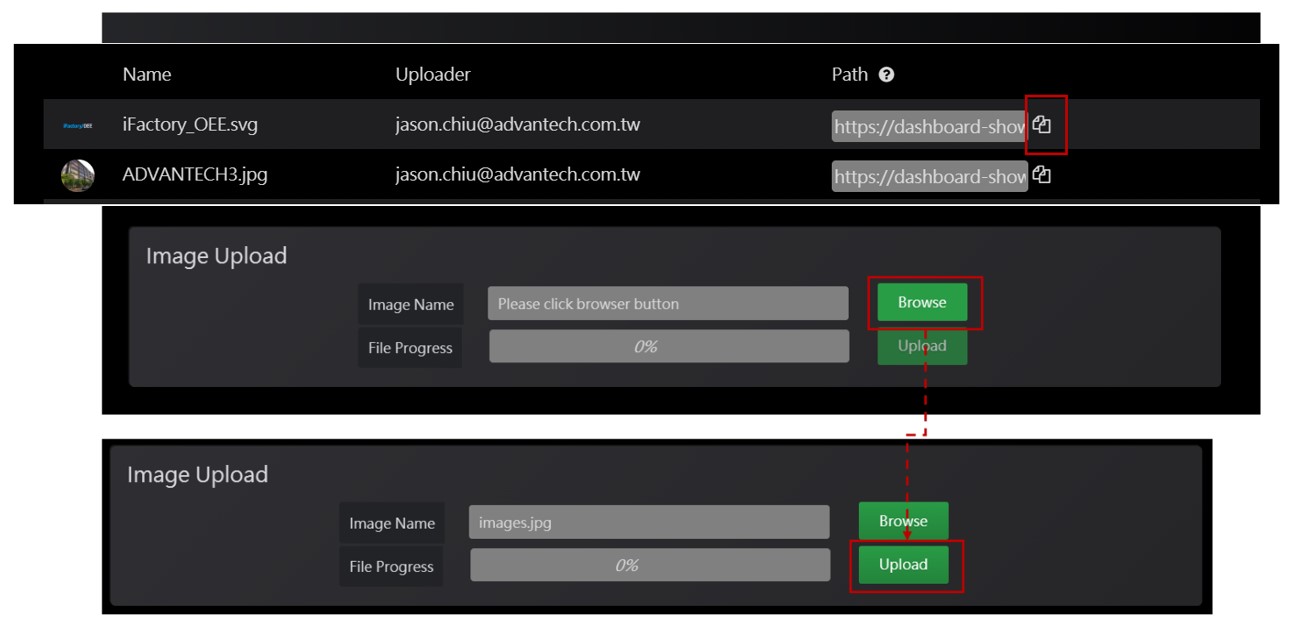 Name Uploader Path ?
iFactory/OEE iFactory_OEE.svg jason.chiu@advantech.com.tw https://dashboard-show
ADVANTECH3.jpg jason.chiu@advantech.com.tw https://dashboard-show
Image Upload
Image Name Please click browser button Browse
File Progress 0% Upload
Image Upload
Image Name images.jpg Browse
File Progress 0% Upload